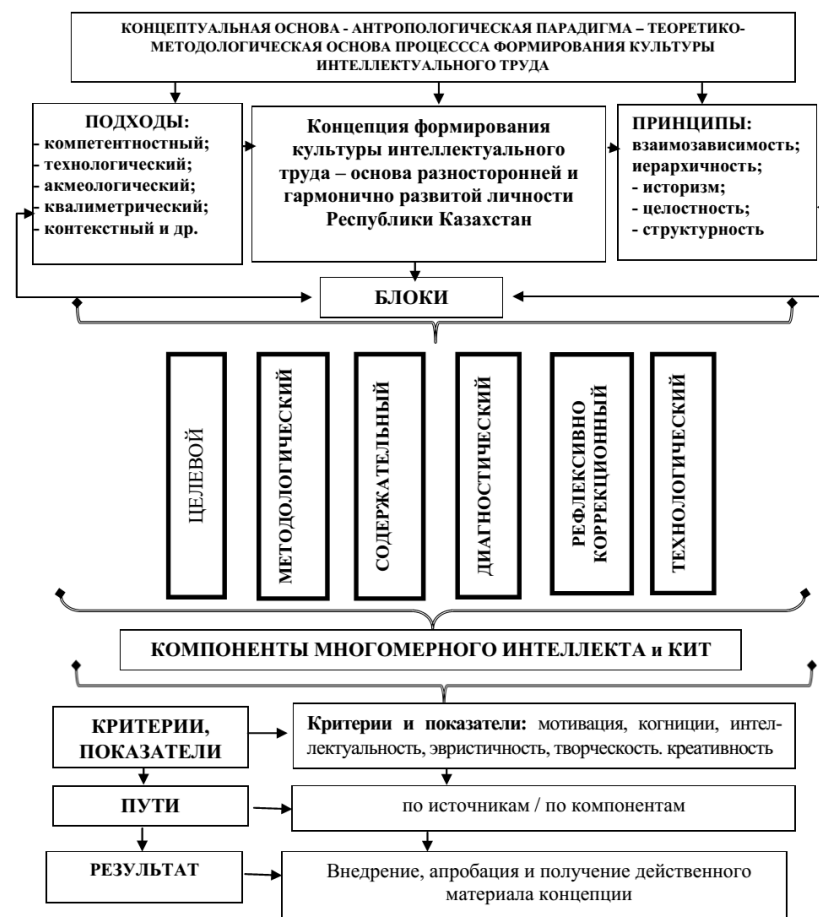 КОНЦЕПТУАЛЬНАЯ ОСНОВА - АНТРОПОЛОГИЧЕСКАЯ ПАРАДИГМА – ТЕОРЕТИКО-
МЕТОДОЛОГИЧЕСКАЯ ОСНОВА ПРОЦЕСССА ФОРМИРОВАНИЯ КУЛЬТУРЫ
ИНТЕЛЛЕКТУАЛЬНОГО ТРУДА
ПОДХОДЫ:
- компетентностный;
- технологический;
- акмеологический;
- квалиметрический;
- контекстный и др.
Концепция формирования
культуры интеллектуального
труда – основа разносторонней и
гармонично развитой личности
Республики Казахстан
ПРИНЦИПЫ:
взаимозависимость;
иерархичность;
- историзм;
- целостность;
- структурность
БЛОКИ
ЦЕЛЕВОЙ
МЕТОДОЛОГИЧЕСКИЙ
СОДЕРЖАТЕЛЬНЫЙ
ДИАГНОСТИЧЕСКИЙ
РЕФЛЕКСИВНО
КОРРЕКЦИОННЫЙ
ТЕХНОЛОГИЧЕСКИЙ
КОМПОНЕНТЫ МНОГОМЕРНОГО ИНТЕЛЛЕКТА и КИТ
КРИТЕРИИ,
ПОКАЗАТЕЛИ
Критерии и показатели: мотивация, когниции, интел-
лектуальность, эвристичность, творческость. креативность
ПУТИ
по источникам / по компонентам
РЕЗУЛЬТАТ
Внедрение, апробация и получение действенного
материала концепции